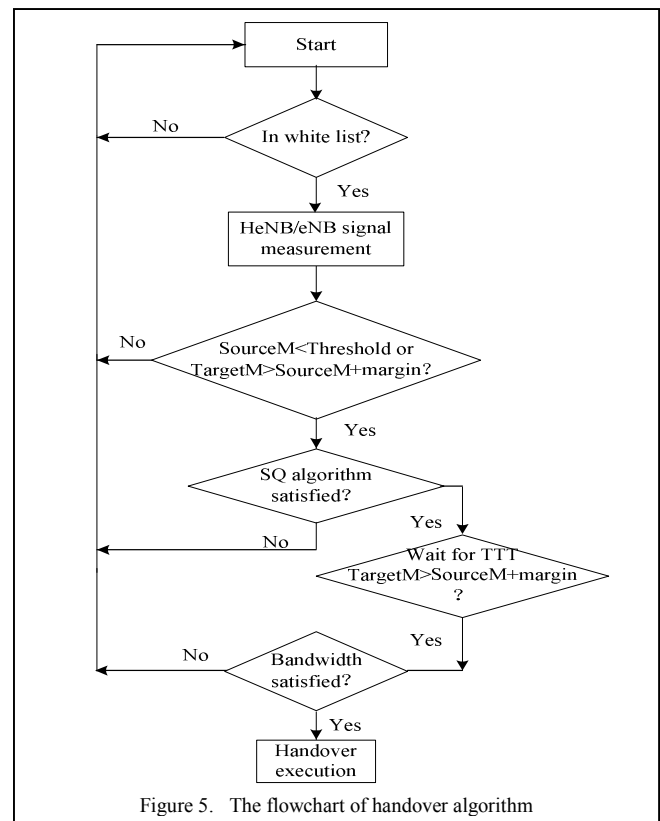 Start
No
In white list?
Yes
HeNB/eNB signal
measurement
No
SourceM<Threshold or
TargetM>SourceM+margin?
Yes
SQ algorithm
satisfied?
Yes
No
Wait for TTT
TargetM>SourceM+margin
?
Yes
No
Bandwidth
satisfied?
Yes
Handover
execution
Figure 5. The flowchart of handover algorithm